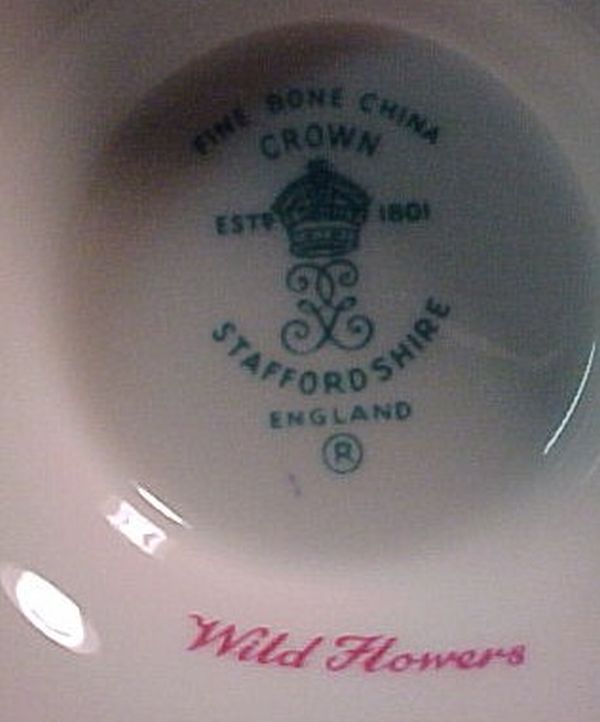 FINE BONE CHINA
CROWN
ESTD 1801
STAFFORDSHIRE
ENGLAND
®
Wild Flowers